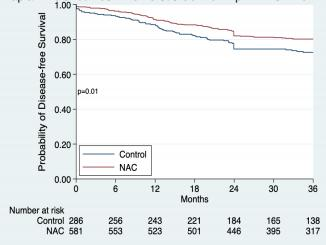 1.00
0.80
0.60
0.40
0.20
0.00
Probability of Disease-free Survival
p=0.01
Control
NAC
0 6 12 18 24 30 36
Months
Number at risk
Control 286 256 243 221 184 165 138
NAC 581 553 523 501 446 395 317